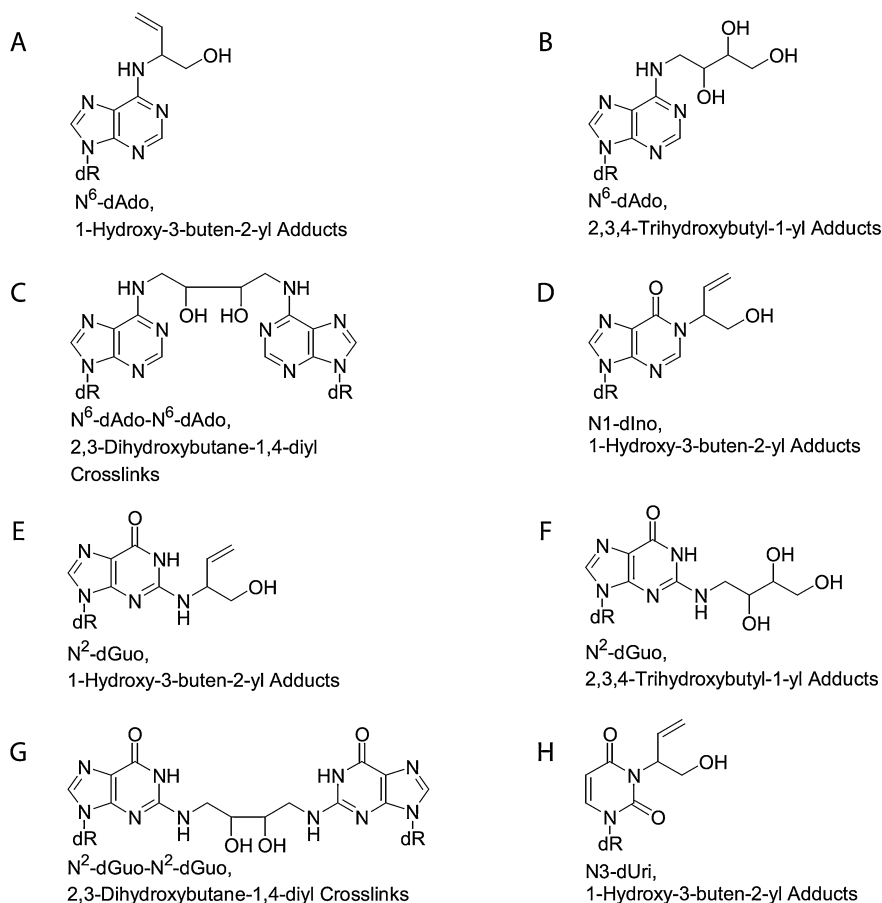 A
HN
OH
N
N
N
N
dR
N6-dAdo,
1-Hydroxy-3-buten-2-yl Adducts
B
OH
HN
OH
OH
N
N
N
N
dR
N6-dAdo,
2,3,4-Trihydroxybutyl-1-yl Adducts
C
HN
NH
OH HO
N
N
N
N
N
N
N
N
dR
dR
N6-dAdo-N6-dAdo,
2,3-Dihydroxybutane-1,4-diyl
Crosslinks
D
O
N
N
OH
N
N
dR
N1-dIno,
1-Hydroxy-3-buten-2-yl Adducts
E
O
N
NH
N
N
N
H
OH
dR
N2-dGuo,
1-Hydroxy-3-buten-2-yl Adducts
F
O
N
NH
OH
OH
N
N
N
H
OH
dR
N2-dGuo,
2,3,4-Trihydroxybutyl-1-yl Adducts
G
O
O
N
NH
HN
N
N
N
N
H
N
H
N
N
OH OH
dR
dR
N2-dGuo-N2-dGuo,
2,3-Dihydroxybutane-1,4-diyl Crosslinks
H
O
N
OH
N
O
dR
N3-dUri,
1-Hydroxy-3-buten-2-yl Adducts